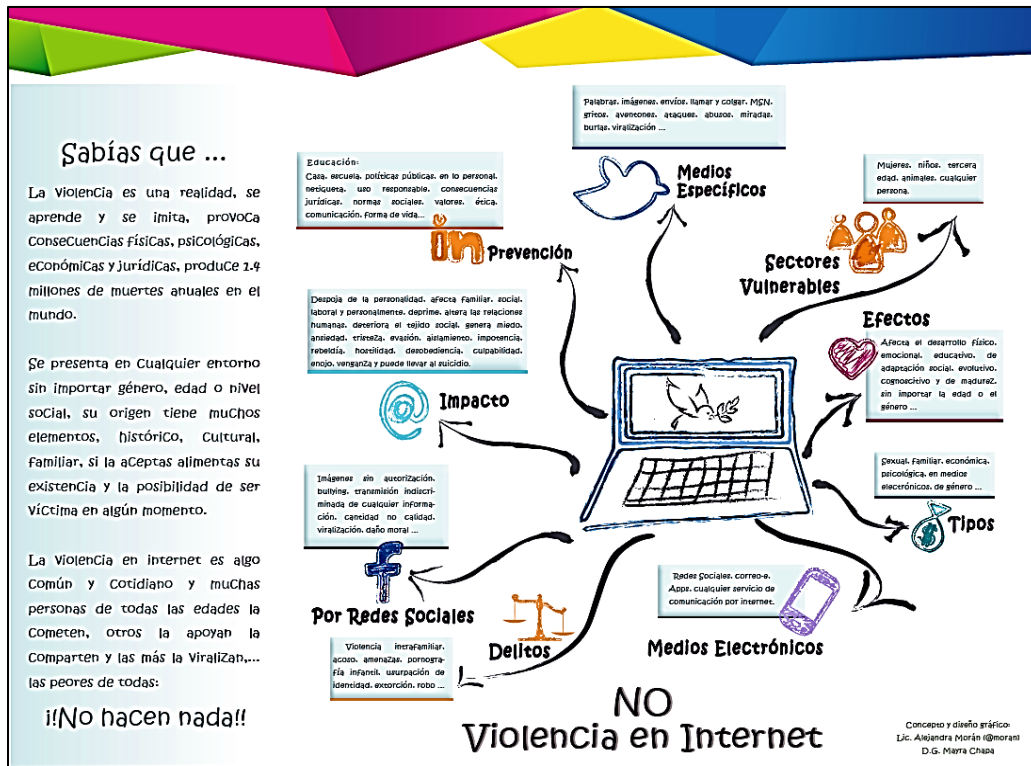 Sabías que ...
La Violencia es una realidad, se
aprende y se imita, provoca
consecuencias físicas, psicológicas,
económicas y jurídicas, produce 1.4
millones de muertes anuales en el
mundo.
Se presenta en cualquier entorno
sin importar género, edad o nivel
social, su origen tiene muchos
elementos, histórico, cultural,
familiar, si la aceptas alimentas su
existencia y la posibilidad de ser
víctima en algún momento.
La violencia en internet es algo
común y cotidiano y muchas
personas de todas las edades la
cometen, otros la apoyan la
comparten y las más la viralizan,...
las peores de todas:
¡!No hacen nada!!
Palabras, imágenes, envíos, llamar y colgar, MSN,
gritos, aventones, ataques, abusos, miradas,
burlas, viralización ...
Medios
Específicos
Educación:
Casa, escuela, políticas públicas, en lo personal,
netiqueta, uso responsable, consecuencias
jurídicas, normas sociales, valores, ética,
comunicación, forma de vida...
in
Prevención
Mujeres, niños, tercera
edad, animales, cualquier
persona.
Sectores
Vulnerables
Despoja de la personalidad, afecta familiar, social,
laboral y personalmente, deprime, altera las relaciones
humanas, deteriora el tejido social, genera miedo,
ansiedad, tristeza, evasión, aislamiento, impotencia,
rebeldía, hostilidad, desobediencia, culpabilidad,
enojo, venganza y puede llevar al suicidio.
@
Impacto
Efectos
Afecta el desarrollo físico,
emocional, educativo, de
adaptación social, evolutivo,
cognoscitivo y de madurez,
sin importar la edad o el
género ...
Imágenes sin autorización,
bullying, transmisión indiscri-
minada de cualquier informa-
ción, cantidad no calidad,
viralización, daño moral ...
f
Por Redes Sociales
Sexual, familiar, económica,
psicológica, en medios
electrónicos, de género ...
$
Tipos
Violencia intrafamiliar,
acoso, amenazas, pornogra-
fía infantil, usurpación de
identidad, extorción, robo ...
Delitos
Redes Sociales, correo-e,
Apps, cualquier servicio de
comunicación por internet.
Medios Electrónicos
NO
Violencia en Internet
Concepto y diseño gráfico:
Lic. Alejandra Morán (@moran)
D.G. Mayra Chapa